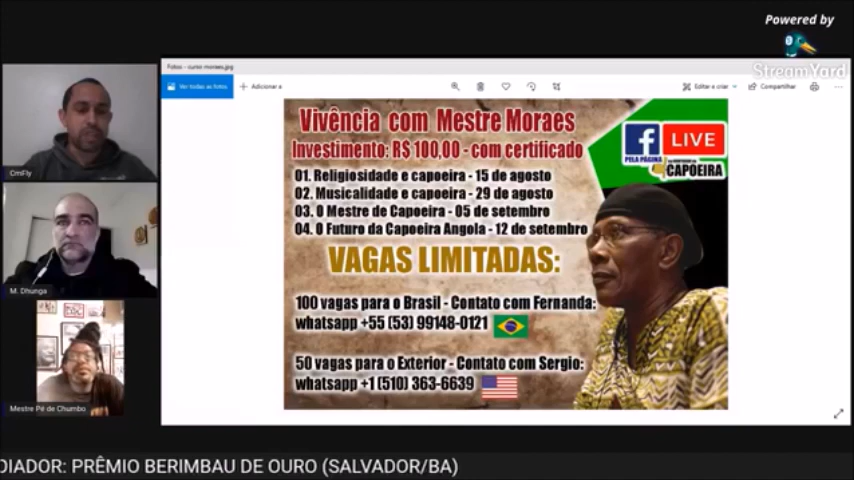 Powered by
StreamYard
Fotos - curso moraes.jpg
Ver todas as fotos
Adicionar a
Editar e criar
Compartilhar
Vivência com Mestre Moraes
Investimento: R$ 100,00 - com certificado
01. Religiosidade e capoeira - 15 de agosto
02. Musicalidade e capoeira - 29 de agosto
03. O Mestre de Capoeira - 05 de setembro
04. O Futuro da Capoeira Angola - 12 de setembro
VAGAS LIMITADAS:
100 vagas para o Brasil - Contato com Fernanda:
whatsapp +55 (53) 99148-0121
50 vagas para o Exterior - Contato com Sergio:
whatsapp +1 (510) 363-6639
f LIVE
PELA PÁGINA
CAPOEIRA
CmFly
M. Dhunga
Mestre Pé de Chumbo
DIADOR: PRÊMIO BERIMBAU DE OURO (SALVADOR/BA)